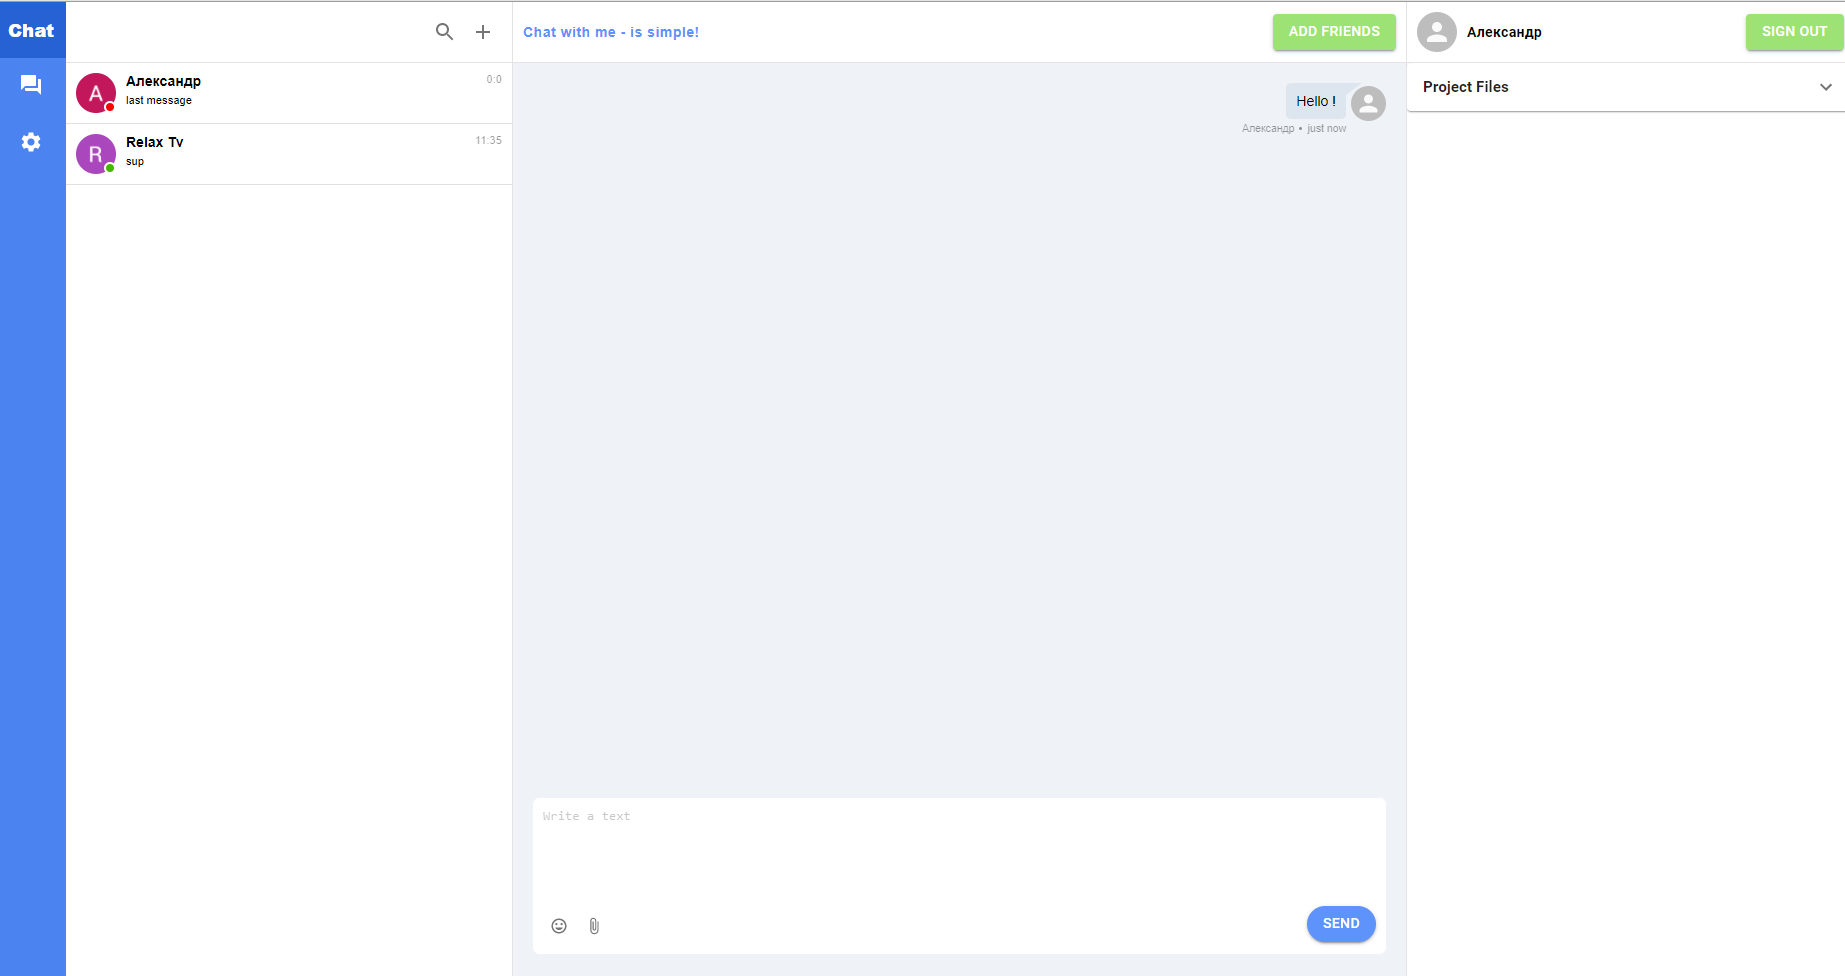 Chat
A
Александр
0:0
last message
R
Relax Tv
11:35
sup
Chat with me - is simple!
ADD FRIENDS
Hello !
Александр • just now
Write a text
SEND
Александр
SIGN OUT
Project Files